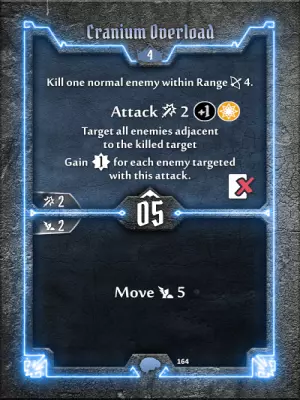 Cranium Overload
4
Kill one normal enemy within Range 4.
Attack 2 +1
Target all enemies adjacent
to the killed target
Gain 1 for each enemy targeted
with this attack.
2
05
2
Move 5
164